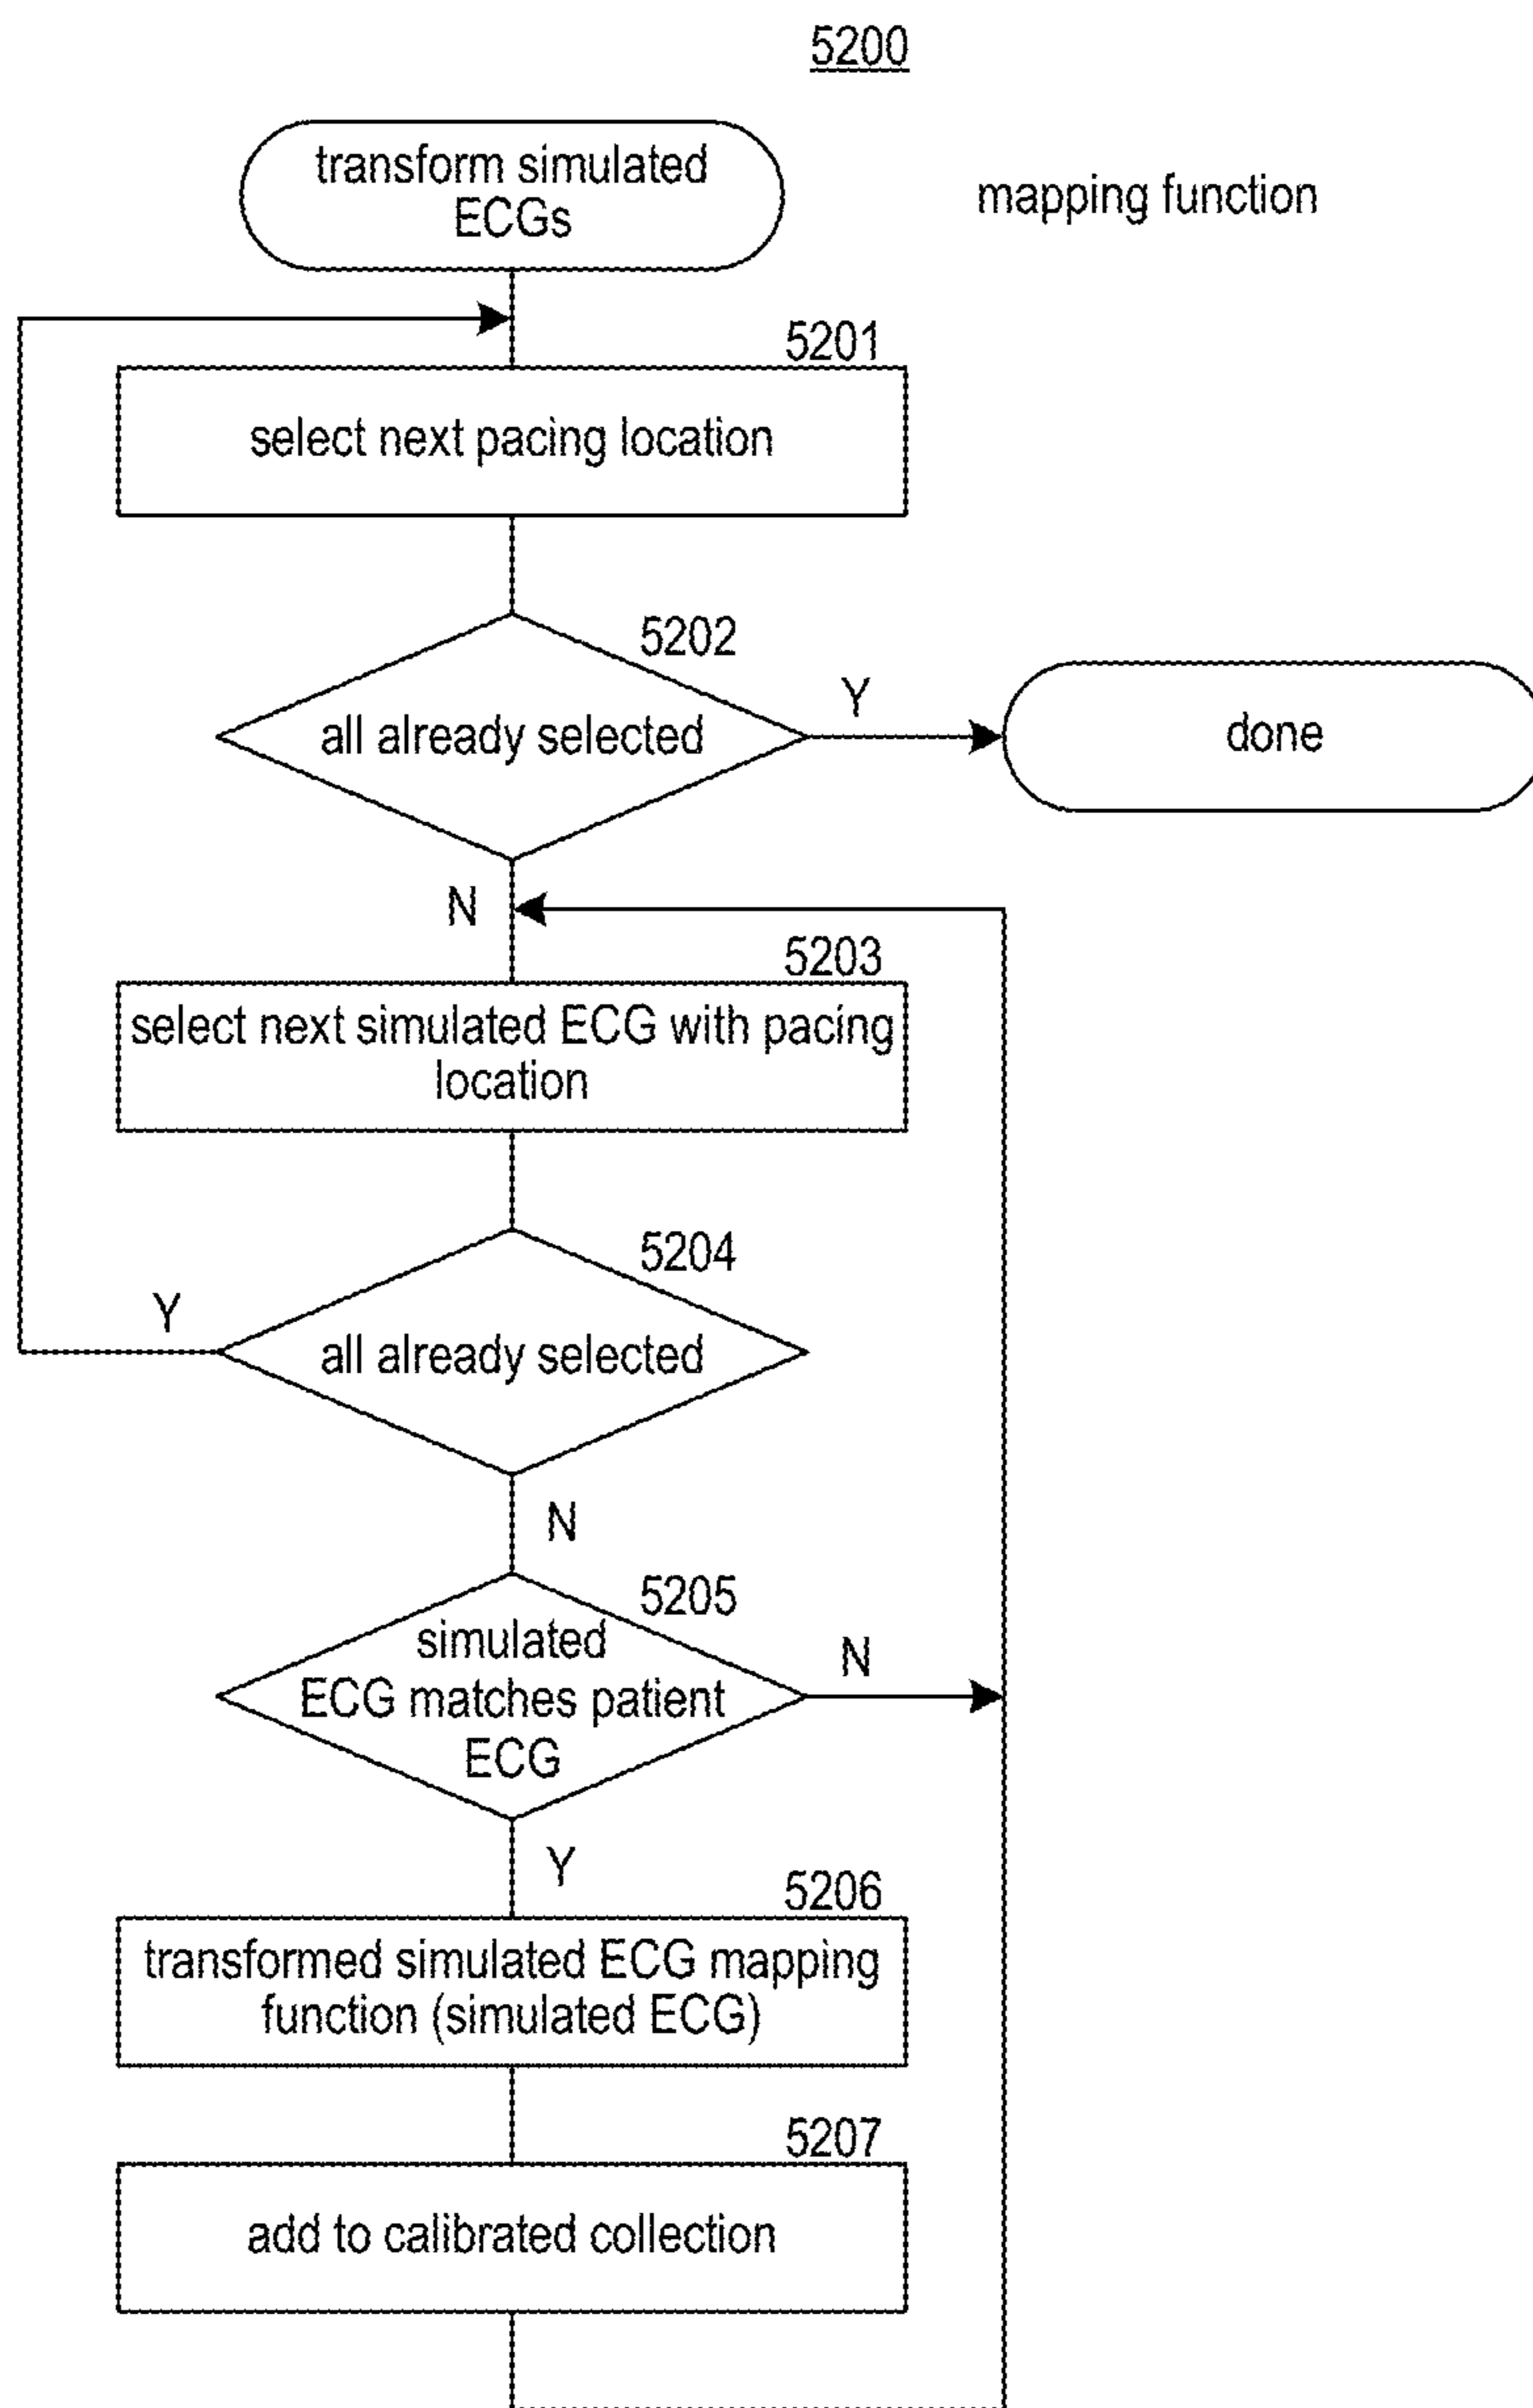 5200
transform simulated
ECGs
mapping function
5201
select next pacing location
5202
all already selected
Y
done
N
5203
select next simulated ECG with pacing
location
5204
Y
all already selected
N
5205
simulated
ECG matches patient
ECG
N
Y
5206
transformed simulated ECG mapping
function (simulated ECG)
5207
add to calibrated collection